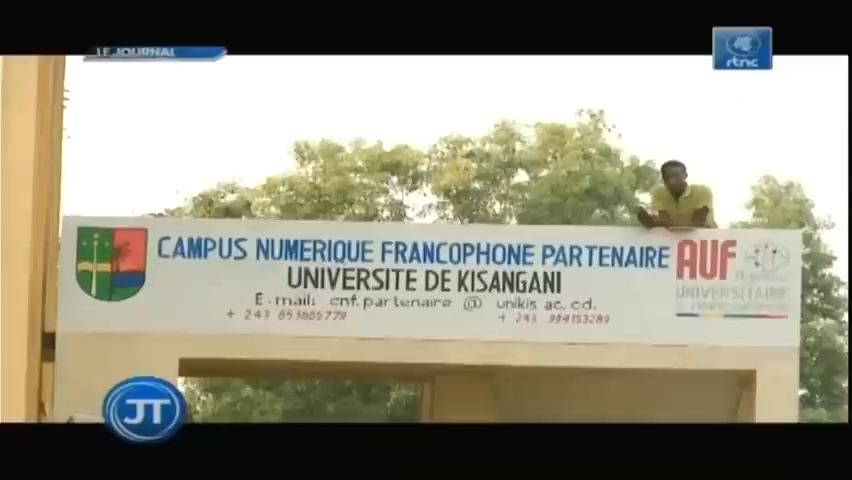 LE JOURNAL
rtnc
CAMPUS NUMERIQUE FRANCOPHONE PARTENAIRE
AUF
UNIVERSITE DE KISANGANI
UNIVERSITAIRE
E-mail: cnf.partenaire @ unikis ac. cd.
+ 243 853685779
+ 243 994153289
JT